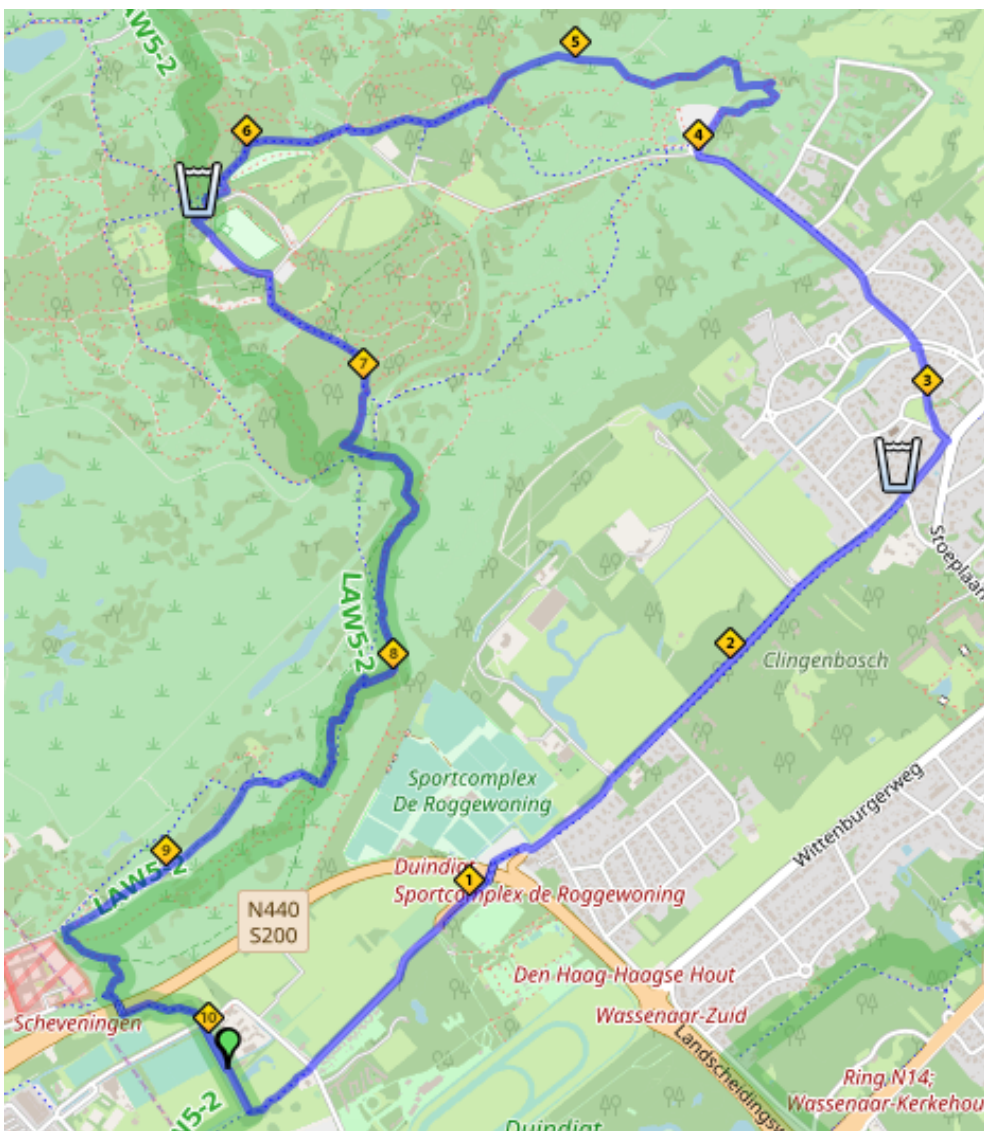 AW5-2
5
6
4
7
3
Stoeplaan
LAW5-2
2
8
Clingenbosch
Sportcomplex
De Roggewoning
Wittenburgerweg
9
LAW5-2
Duindigt
1
Sportcomplex de Roggewoning
N440
S200
Den Haag-Haagse Hout
Wassenaar-Zuid
10
Scheveningen
Landscheidingsw
Ring N14;
Wassenaar-Kerkehou
N5-2
Duindigt